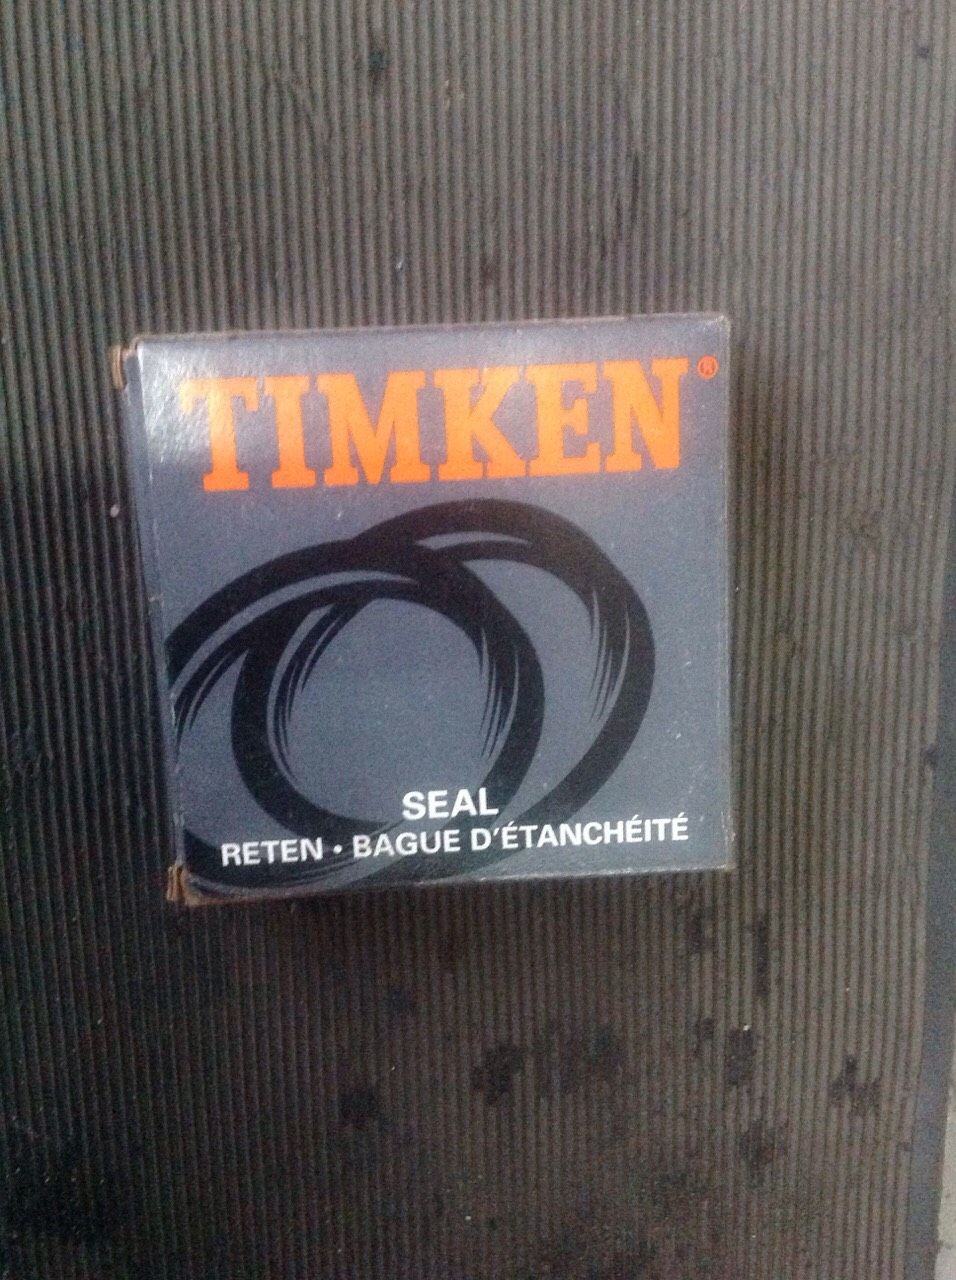 TIMKEN®
SEAL
RETEN • BAGUE D'ÉTANCHÉITÉ